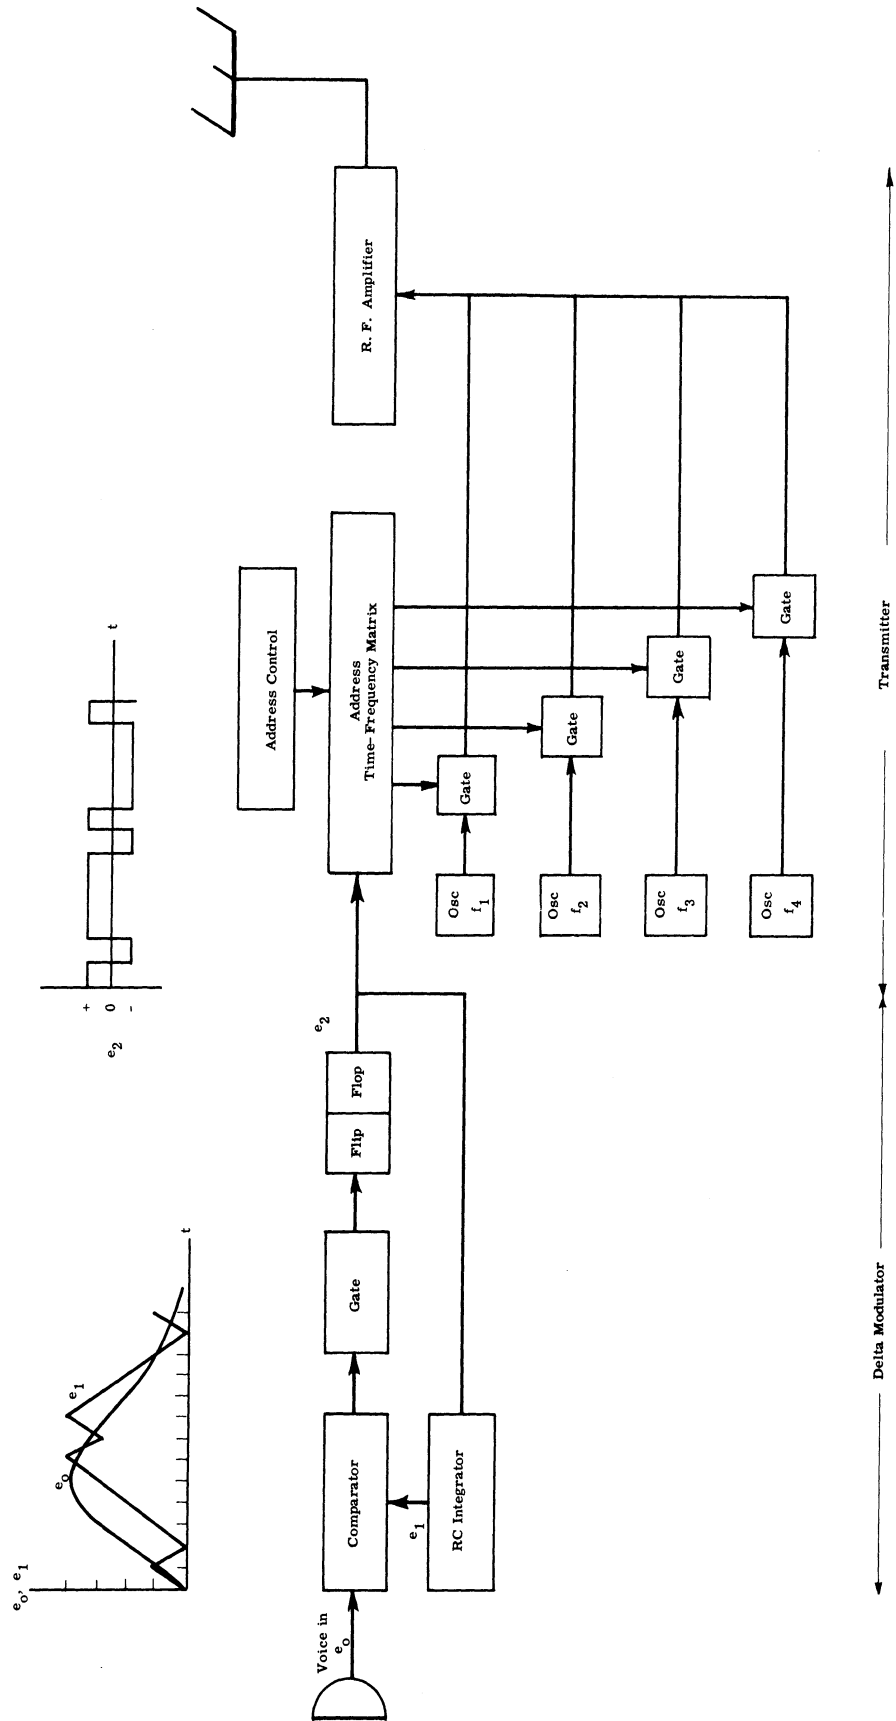 e₀, e₁
e₀
e₁
t
e₂
+
0
-
t
Voice in
e₀
Comparator
e₁
RC Integrator
Gate
Flip
Flop
e₂
Address Control
Address
Time-Frequency Matrix
Osc
f₁
Gate
Osc
f₂
Gate
Osc
f₃
Gate
Osc
f₄
Gate
R. F. Amplifier
Delta Modulator
Transmitter